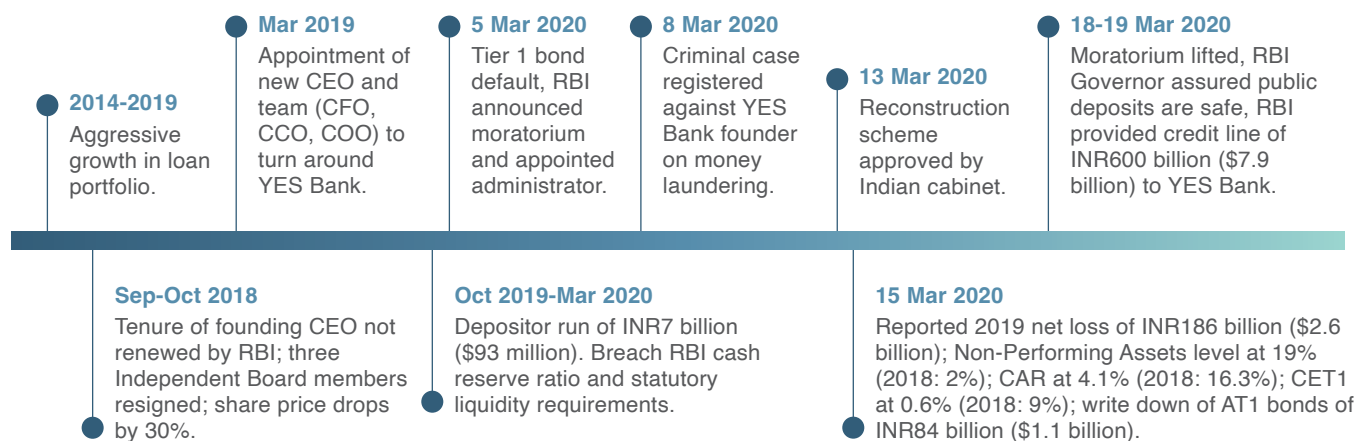 2014-2019
Aggressive
growth in loan
portfolio.
Mar 2019
Appointment of
new CEO and
team (CFO,
CCO, COO) to
turn around
YES Bank.
5 Mar 2020
Tier 1 bond
default, RBI
announced
moratorium
and appointed
administrator.
8 Mar 2020
Criminal case
registered
against YES
Bank founder
on money
laundering.
13 Mar 2020
Reconstruction
scheme
approved by
Indian cabinet.
18-19 Mar 2020
Moratorium lifted, RBI
Governor assured public
deposits are safe, RBI
provided credit line of
INR600 billion ($7.9
billion) to YES Bank.
Sep-Oct 2018
Tenure of founding CEO not
renewed by RBI; three
Independent Board members
resigned; share price drops
by 30%.
Oct 2019-Mar 2020
Depositor run of INR7 billion
($93 million). Breach RBI cash
reserve ratio and statutory
liquidity requirements.
15 Mar 2020
Reported 2019 net loss of INR186 billion ($2.6
billion); Non-Performing Assets level at 19%
(2018: 2%); CAR at 4.1% (2018: 16.3%); CET1
at 0.6% (2018: 9%); write down of AT1 bonds of
INR84 billion ($1.1 billion).